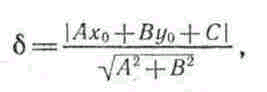 δ = |Ax₀+By₀+C| / √A²+B² ,